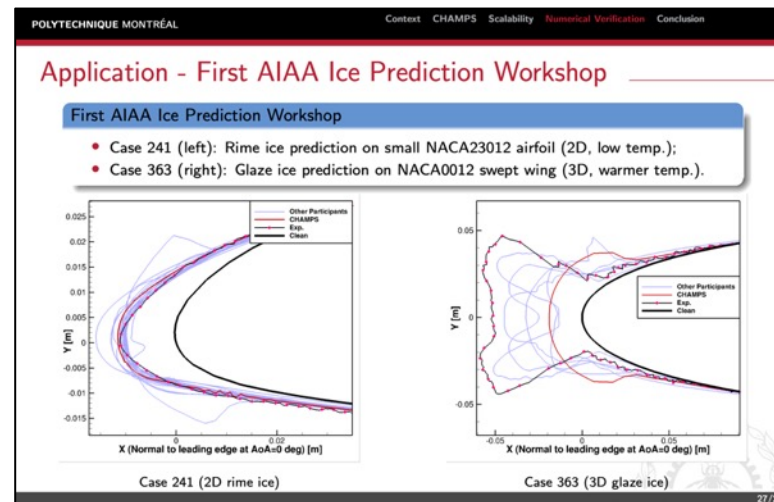 POLYTECHNIQUE MONTRÉAL
Context CHAMPS Scalability Numerical Verification Conclusion
Application - First AIAA Ice Prediction Workshop
First AIAA Ice Prediction Workshop
• Case 241 (left): Rime ice prediction on small NACA23012 airfoil (2D, low temp.);
• Case 363 (right): Glaze ice prediction on NACA0012 swept wing (3D, warmer temp.).
0.025
0.02
0.015
0.01
0.005
0
-0.005
-0.01
-0.015
Y [m]
Other Participants
CHAMPS
Exp.
Clean
0 0.02
X (Normal to leading edge at AoA=0 deg) [m]
Case 241 (2D rime ice)
0.05
0
-0.05
Y [m]
Other Participants
CHAMPS
Exp.
Clean
-0.05 0 0.05
X (Normal to leading edge at AoA=0 deg) [m]
Case 363 (3D glaze ice)